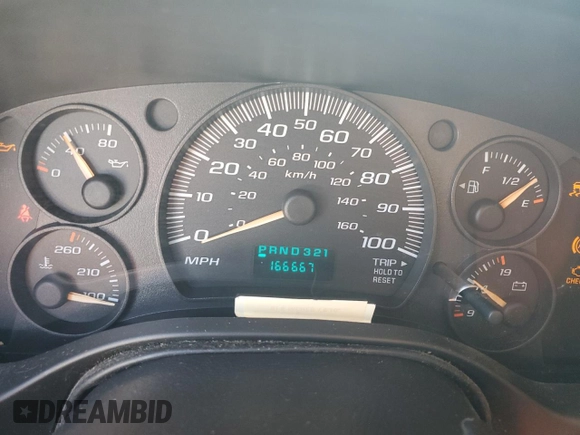 40 80
0
260
210
100
0 10 20 30 40 50 60 70 80 90 100
0 20 40 60 80 100 120 140 160
km/h
MPH
PRND321
166667
TRIP
HOLD TO
RESET
F
1/2
E
19
9
CHE
DREAMBID